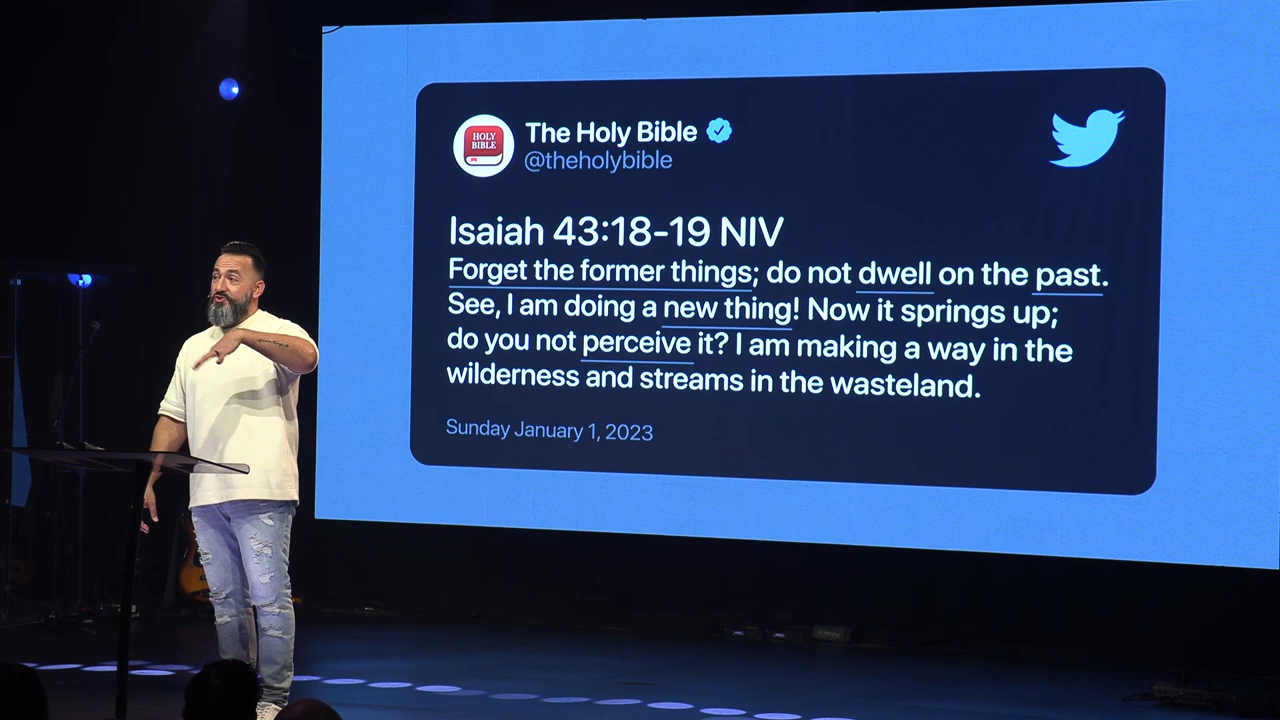 HOLY
BIBLE
The Holy Bible
@theholybible
Isaiah 43:18-19 NIV
Forget the former things; do not dwell on the past.
See, I am doing a new thing! Now it springs up;
do you not perceive it? I am making a way in the
wilderness and streams in the wasteland.
Sunday January 1, 2023